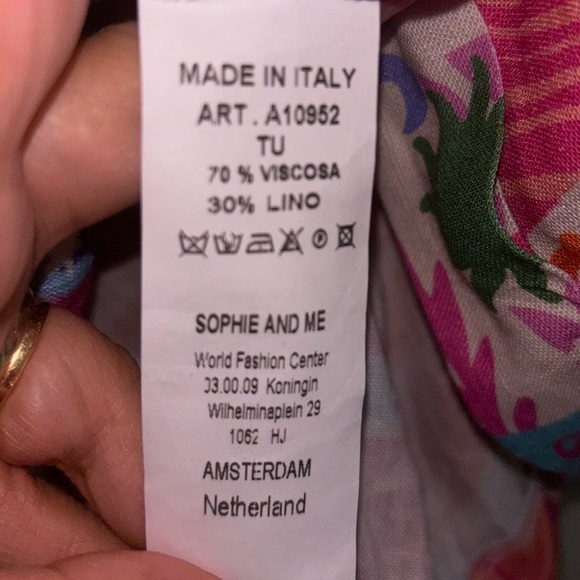 MADE IN ITALY
ART. A10952
TU
70 % VISCOSA
30% LINO
SOPHIE AND ME
World Fashion Center
03.00.09 Koningin
Wilhelminaplein 29
1062 HJ
AMSTERDAM
Netherland